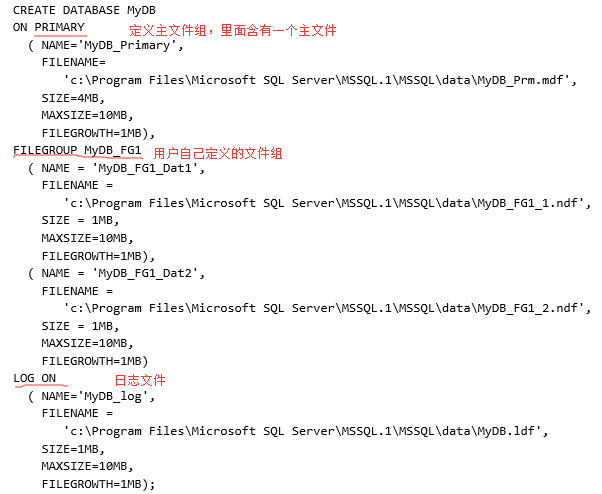 CREATE DATABASE MyDB
ON PRIMARY 定义主文件组，里面含有一个主文件
( NAME='MyDB_Primary',
FILENAME=
'c:\Program Files\Microsoft SQL Server\MSSQL.1\MSSQL\data\MyDB_Prm.mdf',
SIZE=4MB,
MAXSIZE=10MB,
FILEGROWTH=1MB),
FILEGROUP MyDB_FG1 用户自己定义的文件组
( NAME = 'MyDB_FG1_Dat1',
FILENAME =
'c:\Program Files\Microsoft SQL Server\MSSQL.1\MSSQL\data\MyDB_FG1_1.ndf',
SIZE = 1MB,
MAXSIZE=10MB,
FILEGROWTH=1MB),
( NAME = 'MyDB_FG1_Dat2',
FILENAME =
'c:\Program Files\Microsoft SQL Server\MSSQL.1\MSSQL\data\MyDB_FG1_2.ndf',
SIZE = 1MB,
MAXSIZE=10MB,
FILEGROWTH=1MB)
LOG ON 日志文件
( NAME='MyDB_log',
FILENAME =
'c:\Program Files\Microsoft SQL Server\MSSQL.1\MSSQL\data\MyDB.ldf',
SIZE=1MB,
MAXSIZE=10MB,
FILEGROWTH=1MB);